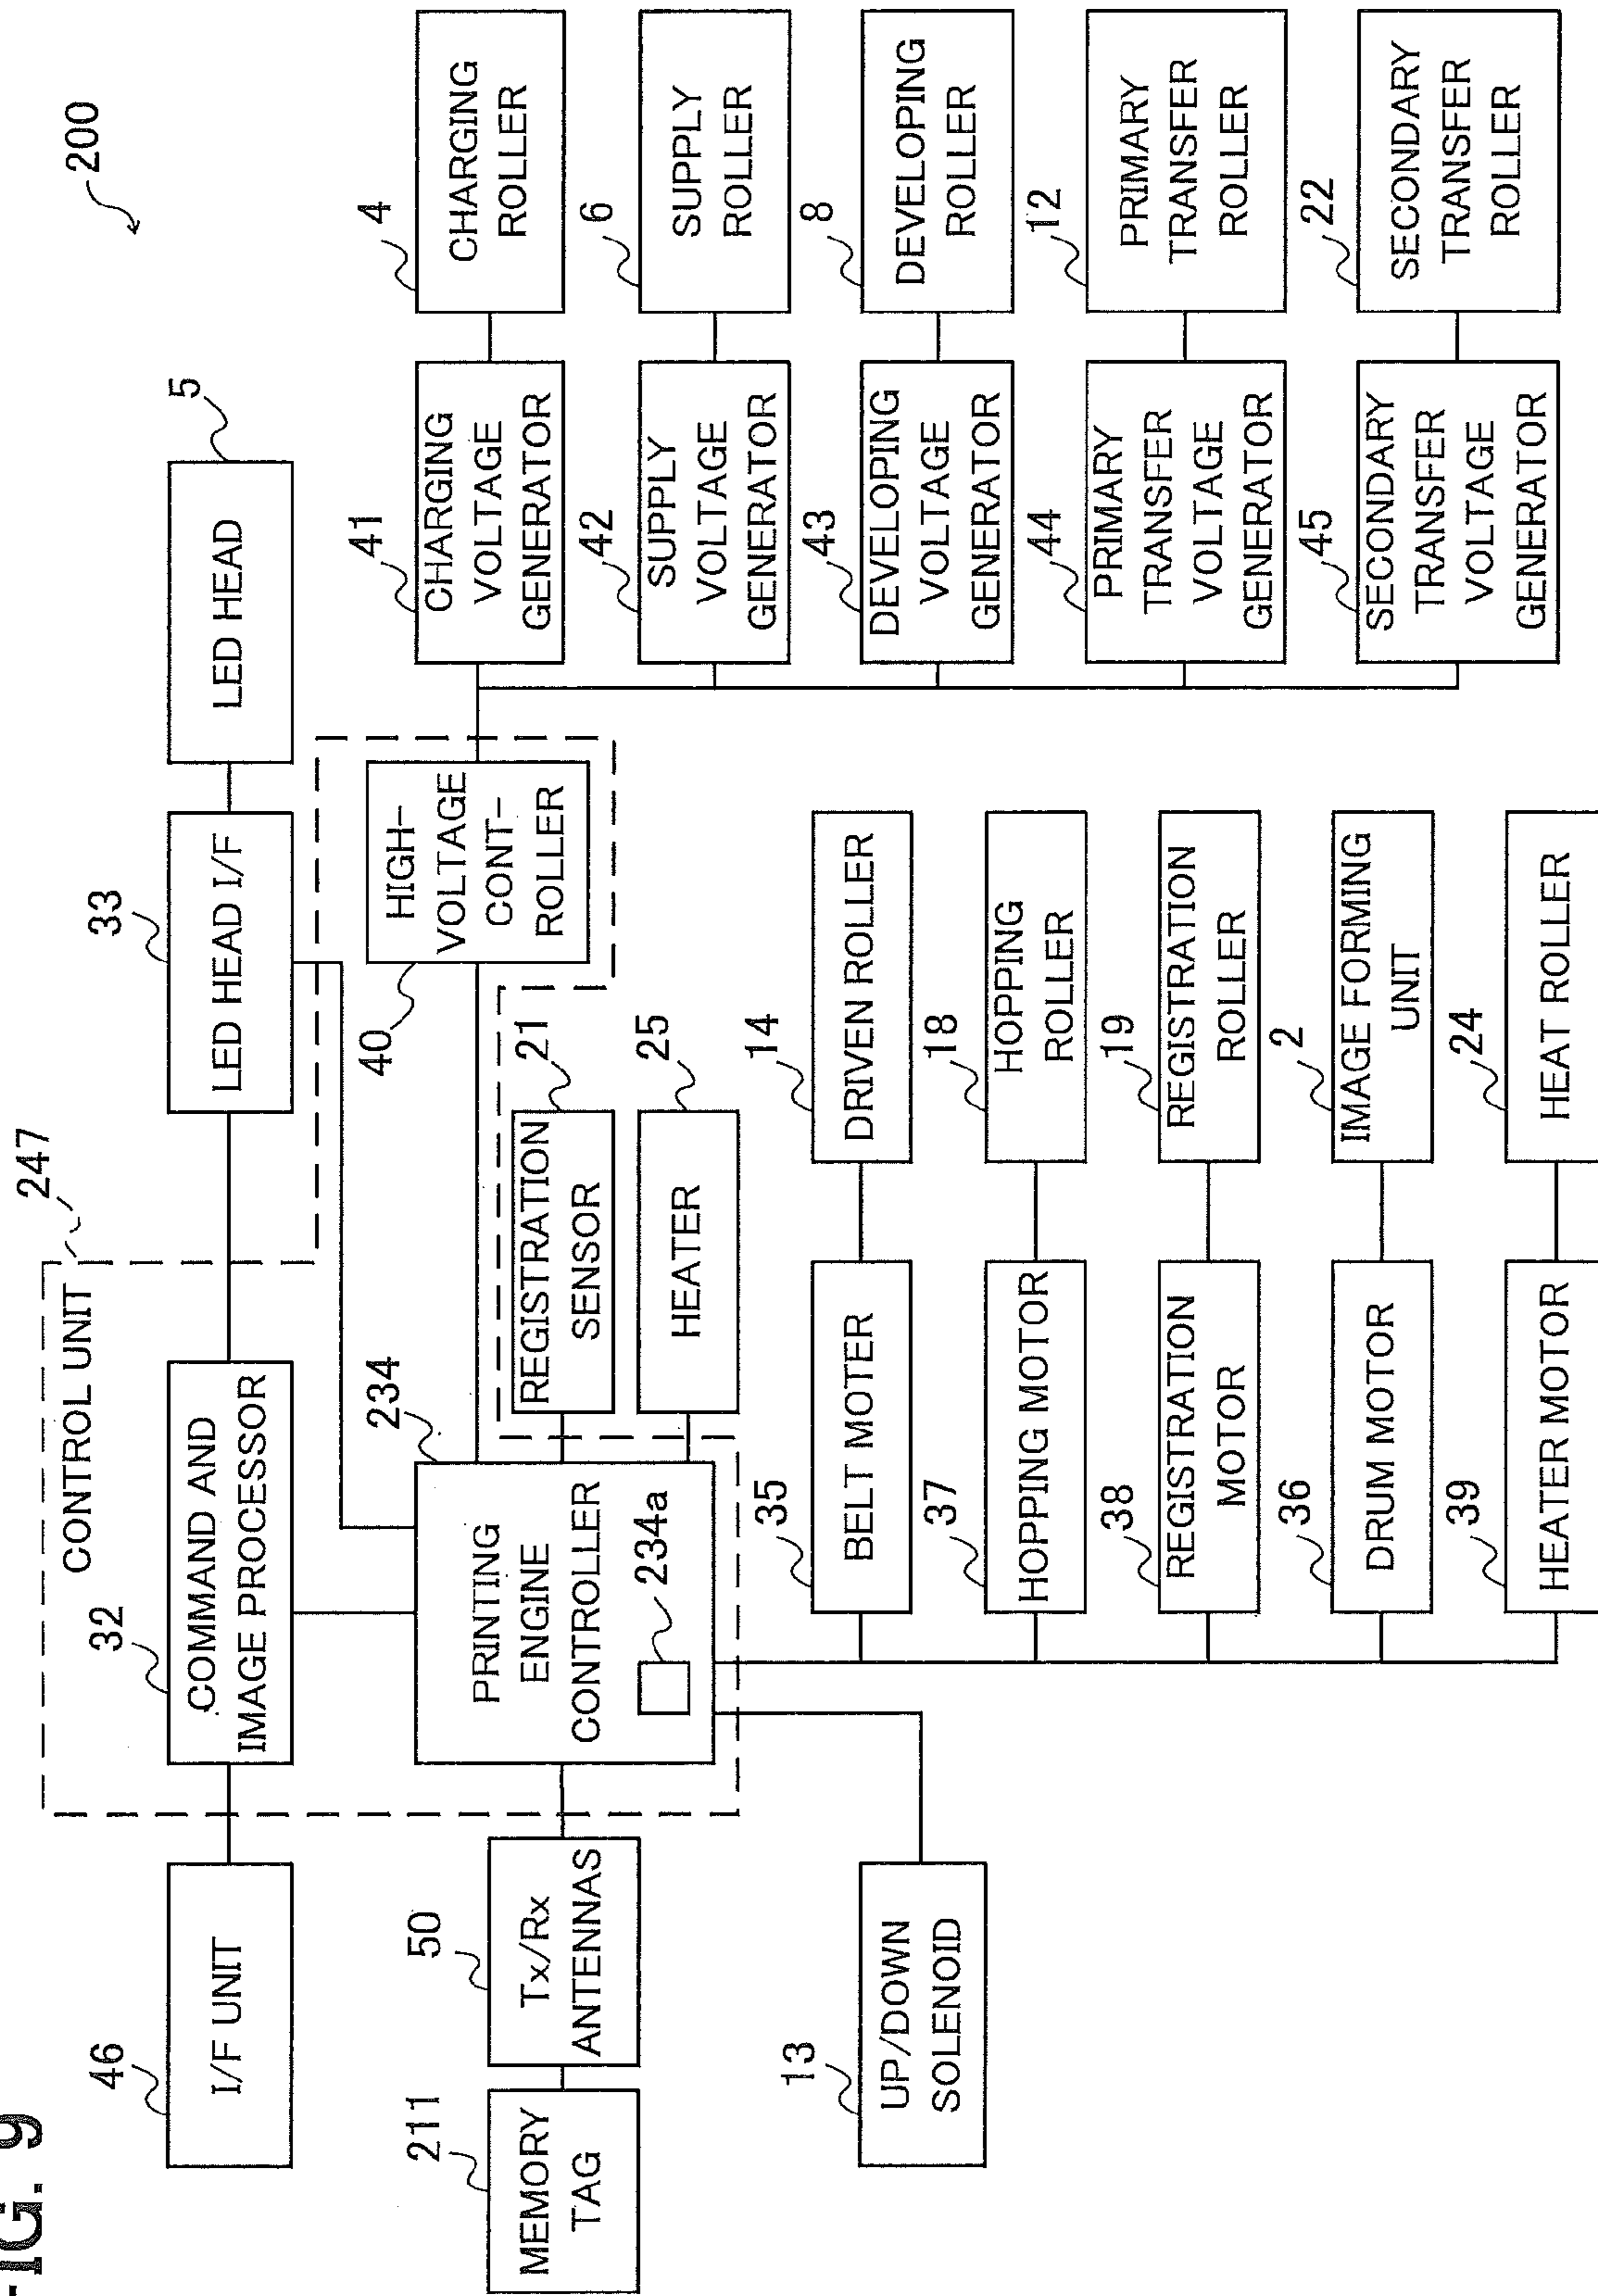 FIG. 9
200
247
CONTROL UNIT
46
I/F UNIT
32
COMMAND AND
IMAGE PROCESSOR
33
LED HEAD I/F
5
LED HEAD
211
MEMORY
TAG
50
Tx/Rx
ANTENNAS
234
PRINTING
ENGINE
CONTROLLER
234a
40
HIGH-
VOLTAGE
CONT-
ROLLER
21
REGISTRATION
SENSOR
25
HEATER
41
CHARGING
VOLTAGE
GENERATOR
4
CHARGING
ROLLER
42
SUPPLY
VOLTAGE
GENERATOR
6
SUPPLY
ROLLER
43
DEVELOPING
VOLTAGE
GENERATOR
8
DEVELOPING
ROLLER
44
PRIMARY
TRANSFER
VOLTAGE
GENERATOR
12
PRIMARY
TRANSFER
ROLLER
45
SECONDARY
TRANSFER
VOLTAGE
GENERATOR
22
SECONDARY
TRANSFER
ROLLER
13
UP/DOWN
SOLENOID
35
BELT MOTER
14
DRIVEN ROLLER
37
HOPPING MOTOR
18
HOPPING
ROLLER
38
REGISTRATION
MOTOR
19
REGISTRATION
ROLLER
36
DRUM MOTOR
2
IMAGE FORMING
UNIT
39
HEATER MOTOR
24
HEAT ROLLER